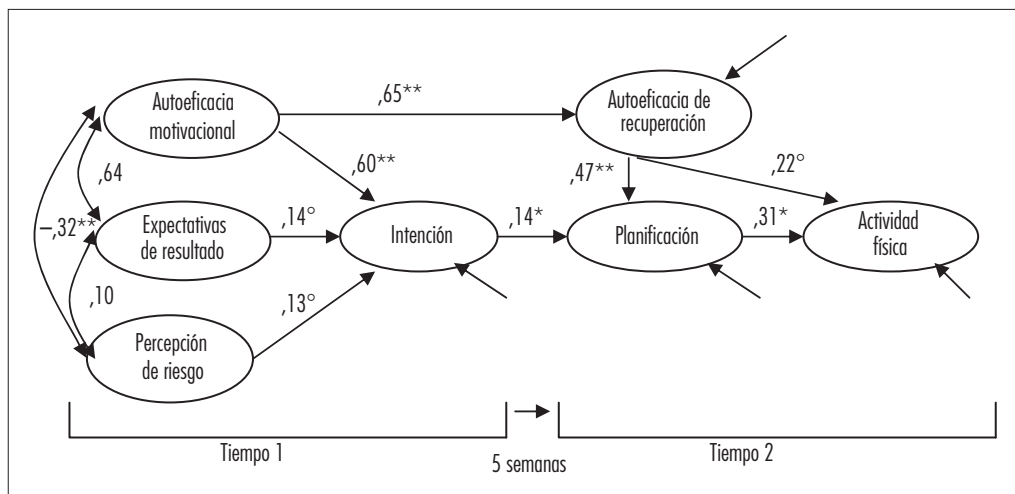 Autoeficacia
motivacional
,65**
Autoeficacia de
recuperación
,64
,60**
,47**
,22°
–,32**
Expectativas
de resultado
,14°
Intención
,14*
Planificación
,31*
Actividad
física
,10
,13°
Percepción
de riesgo
Tiempo 1
5 semanas
Tiempo 2